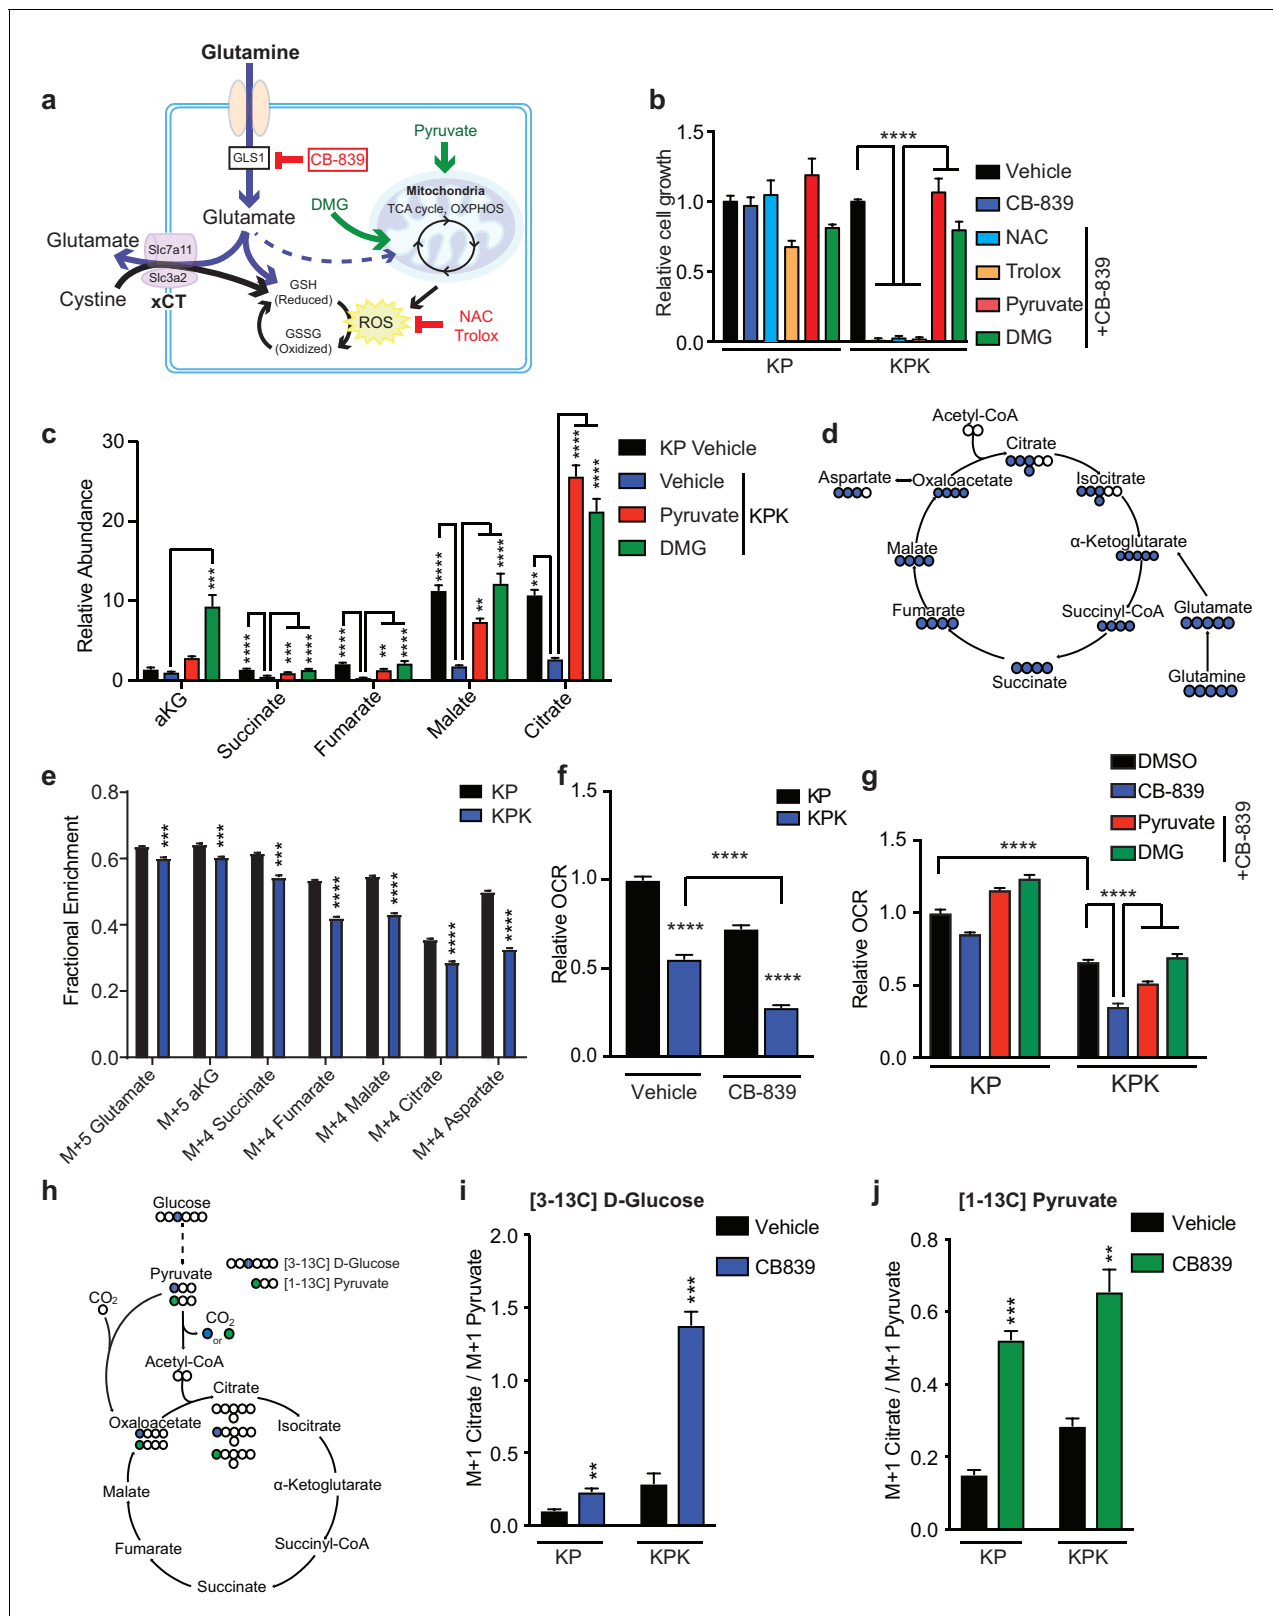 a
Glutamine
GLS1
CB-839
Glutamate
Glutamate
Slc7a11
Slc3a2
Cystine
xCT
Pyruvate
DMG
Mitochondria
TCA cycle, OXPHOS
GSH
(Reduced)
GSSG
(Oxidized)
ROS
NAC
Trolox
b
Relative cell growth
1.5
1.0
0.5
0.0
****
KP
KPK
Vehicle
CB-839
NAC
Trolox
Pyruvate
DMG
+CB-839
c
Relative Abundance
30
20
10
0
***
****
***
****
****
**
****
****
**
****
**
****
****
aKG
Succinate
Fumarate
Malate
Citrate
KP Vehicle
Vehicle
Pyruvate
DMG
KPK
d
Acetyl-CoA
Citrate
Aspartate
Oxaloacetate
Isocitrate
Malate
α-Ketoglutarate
Fumarate
Succinyl-CoA
Glutamate
Succinate
Glutamine
e
Fractional Enrichment
0.8
0.6
0.4
0.2
0.0
KP
KPK
***
***
***
****
****
****
****
M+5 Glutamate
M+5 aKG
M+4 Succinate
M+4 Fumarate
M+4 Malate
M+4 Citrate
M+4 Aspartate
f
Relative OCR
1.5
1.0
0.5
0.0
KP
KPK
****
****
****
Vehicle
CB-839
g
DMSO
CB-839
Pyruvate
DMG
+CB-839
Relative OCR
1.5
1.0
0.5
0.0
****
****
KP
KPK
h
Glucose
Pyruvate
[3-13C] D-Glucose
[1-13C] Pyruvate
CO2
CO2
or
Acetyl-CoA
Citrate
Oxaloacetate
Isocitrate
Malate
α-Ketoglutarate
Fumarate
Succinyl-CoA
Succinate
i
[3-13C] D-Glucose
Vehicle
CB839
M+1 Citrate / M+1 Pyruvate
2.0
1.5
1.0
0.5
0.0
**
***
KP
KPK
j
[1-13C] Pyruvate
Vehicle
CB839
M+1 Citrate / M+1 Pyruvate
0.8
0.6
0.4
0.2
0.0
***
**
KP
KPK